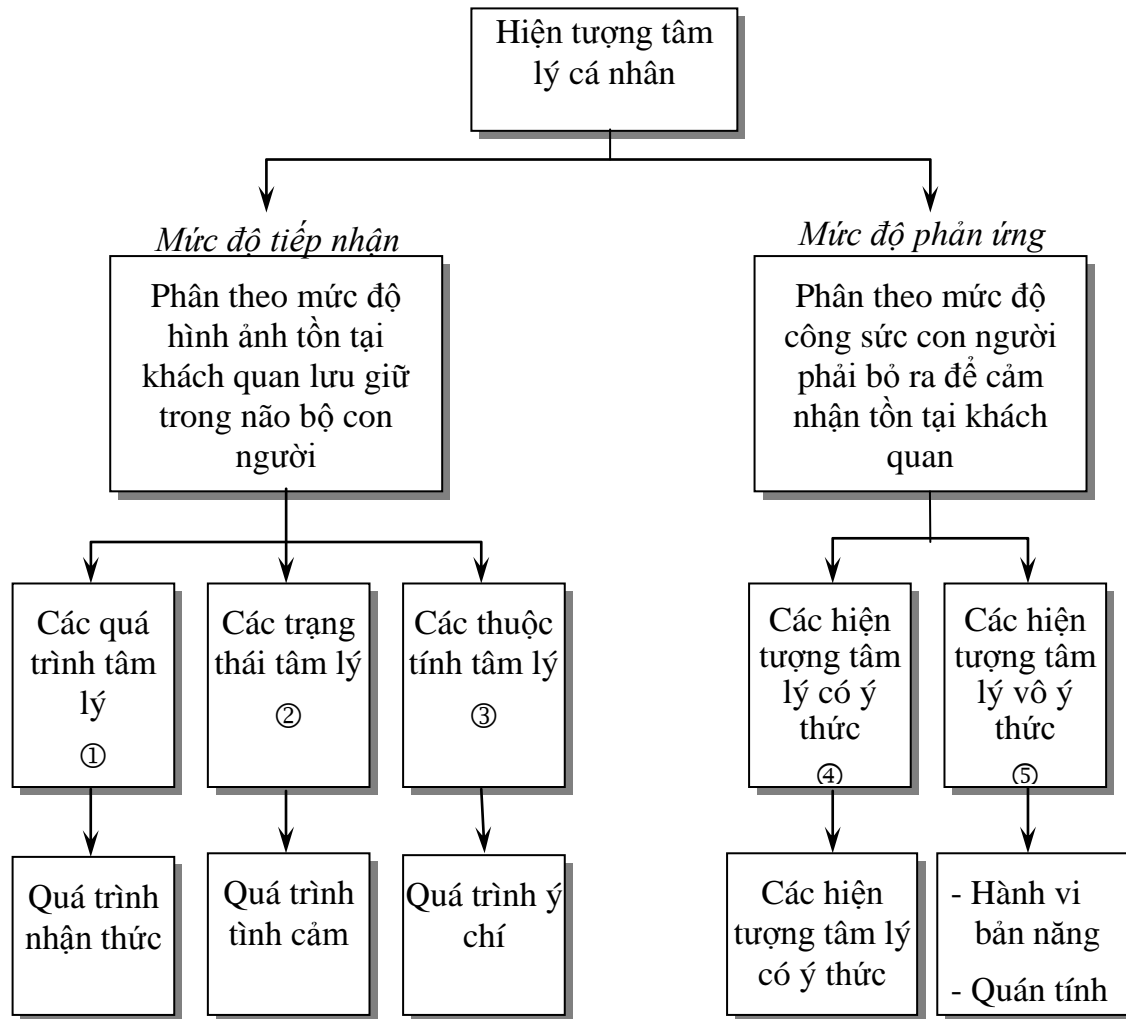 Hiện tượng tâm
lý cá nhân
Mức độ tiếp nhận
Phân theo mức độ
hình ảnh tồn tại
khách quan lưu giữ
trong não bộ con
người
Mức độ phản ứng
Phân theo mức độ
công sức con người
phải bỏ ra để cảm
nhận tồn tại khách
quan
Các quá
trình tâm
lý
①
Các trạng
thái tâm lý
②
Các thuộc
tính tâm lý
③
Các hiện
tượng tâm
lý có ý
thức
④
Các hiện
tượng tâm
lý vô ý
thức
⑤
Quá trình
nhận thức
Quá trình
tình cảm
Quá trình ý
chí
Các hiện
tượng tâm lý
có ý thức
- Hành vi
bản năng
- Quán tính